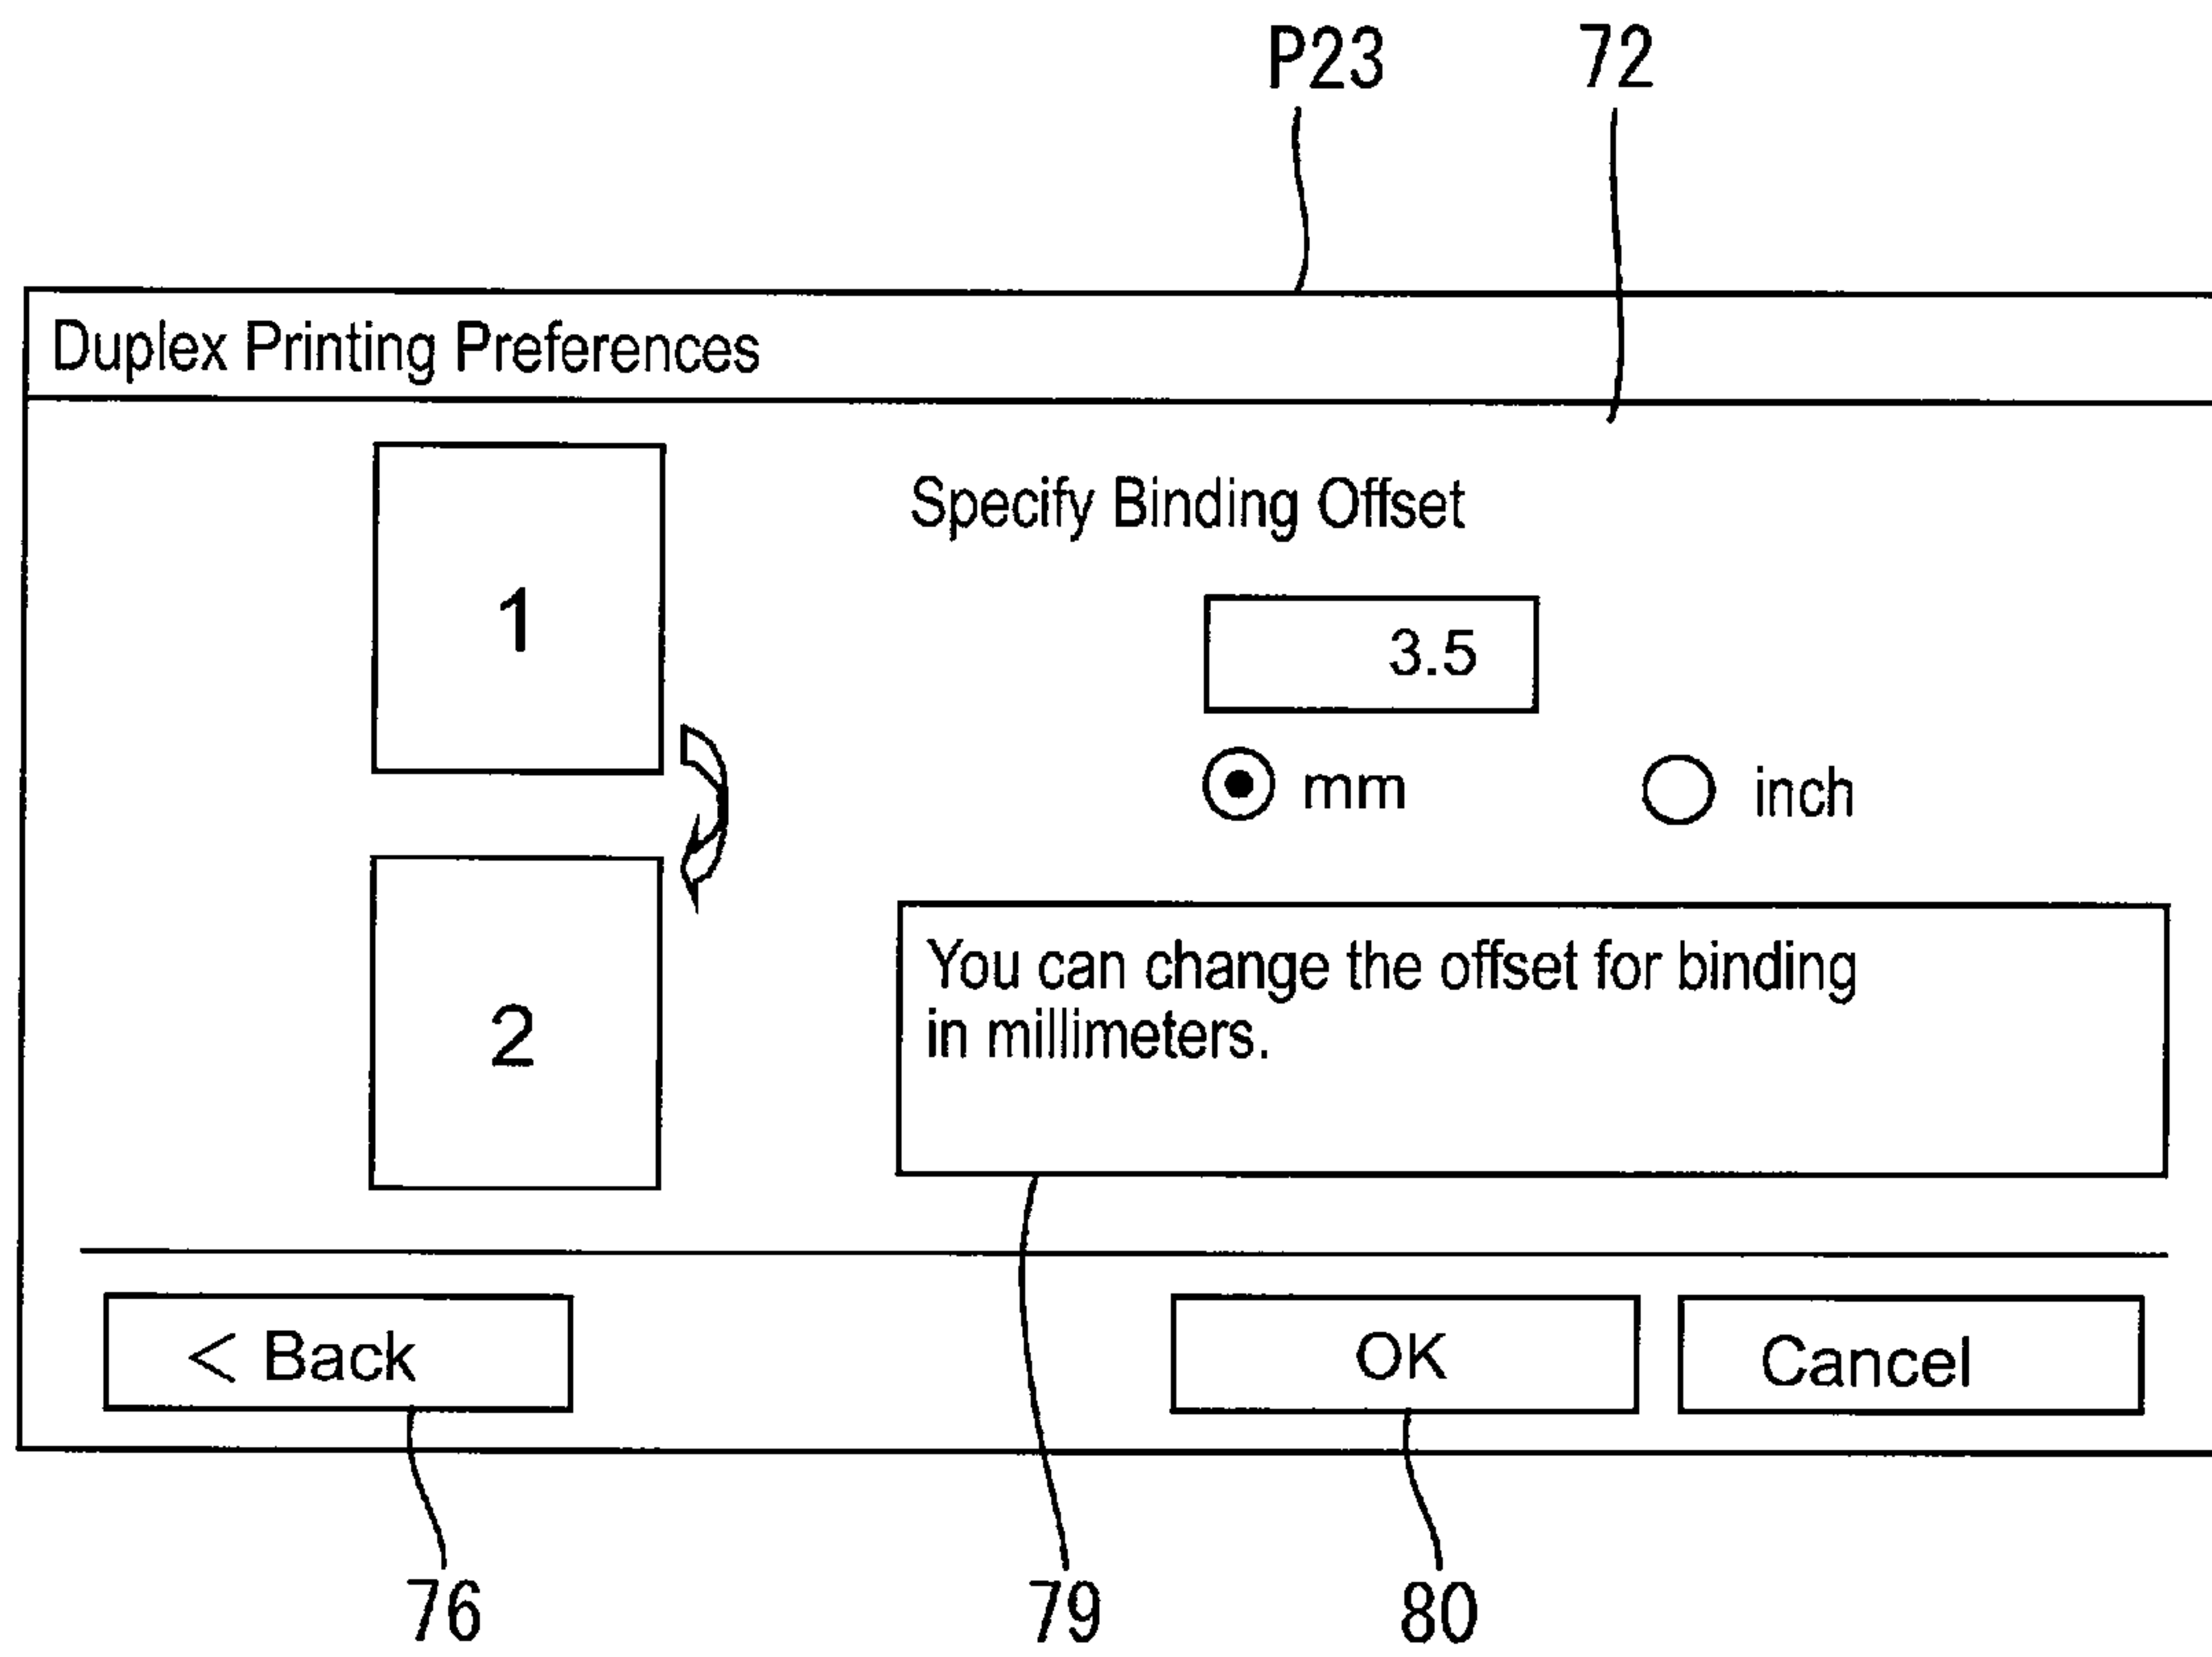 P23 72
Duplex Printing Preferences
1
Specify Binding Offset
3.5
mm inch
2
You can change the offset for binding
in millimeters.
< Back OK Cancel
76 79 80